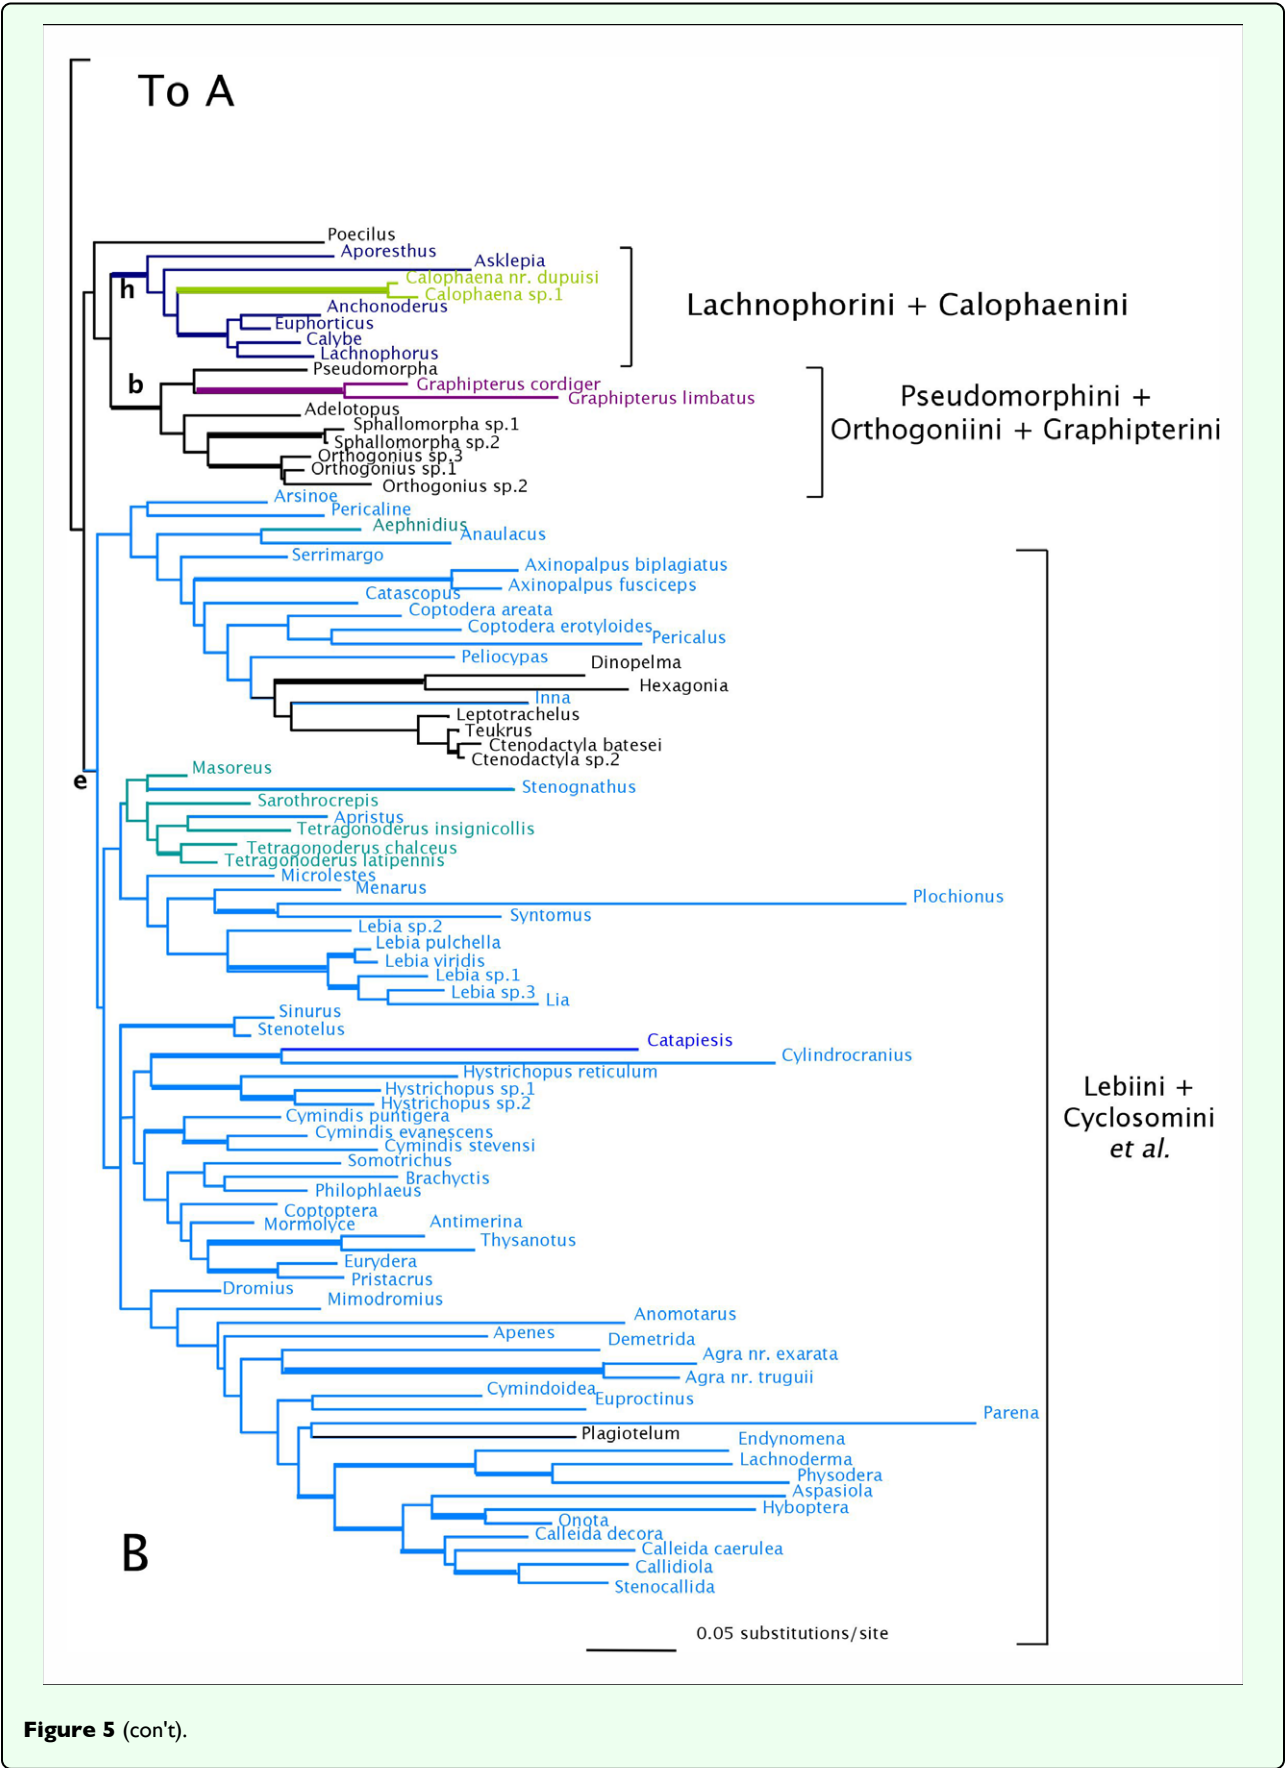 To A
Poecilus
Aporesthus
Asklepia
Calophaena nr. dupuisi
Calophaena sp.1
h
Anchonoderus
Euphorticus
Calybe
Lachnophorus
Lachnophorini + Calophaenini
Pseudomorpha
b
Graphipterus cordiger
Graphipterus limbatus
Adelotopus
Sphallomorpha sp.1
Sphallomorpha sp.2
Orthogonius sp.3
Orthogonius sp.1
Orthogonius sp.2
Pseudomorphini +
Orthogoniini + Graphipterini
Arsinoe
Pericaline
Aephnidius
Anaulacus
Serrimargo
Axinopalpus biplagiatus
Axinopalpus fusciceps
Catascopus
Coptodera areata
Coptodera erotyloides
Pericalus
Peliocypas
Dinopelma
Hexagonia
Inna
Leptotrachelus
Teukrus
Ctenodactyla batesei
Ctenodactyla sp.2
e
Masoreus
Stenognathus
Sarothrocrepis
Apristus
Tetragonoderus insignicollis
Tetragonoderus chalceus
Tetragonoderus latipennis
Microlestes
Menarus
Plochionus
Syntomus
Lebia sp.2
Lebia pulchella
Lebia viridis
Lebia sp.1
Lebia sp.3
Lia
Sinurus
Stenotelus
Catapiesis
Cylindrocranius
Hystrichopus reticulum
Hystrichopus sp.1
Hystrichopus sp.2
Cymindis puntigera
Cymindis evanescens
Cymindis stevensi
Somotrichus
Brachyctis
Philophlaeus
Coptoptera
Mormolyce
Antimerina
Thysanotus
Eurydera
Pristacrus
Dromius
Mimodromius
Anomotarus
Apenes
Demetrida
Agra nr. exarata
Agra nr. truguii
Cymindoidea
Euproctinus
Parena
Plagiotelum
Endynomena
Lachnoderma
Physodera
Aspasiola
Hyboptera
Onota
Calleida decora
Calleida caerulea
Callidiola
Stenocallida
Lebiini +
Cyclosomini
et al.
B
0.05 substitutions/site
Figure 5 (con't).